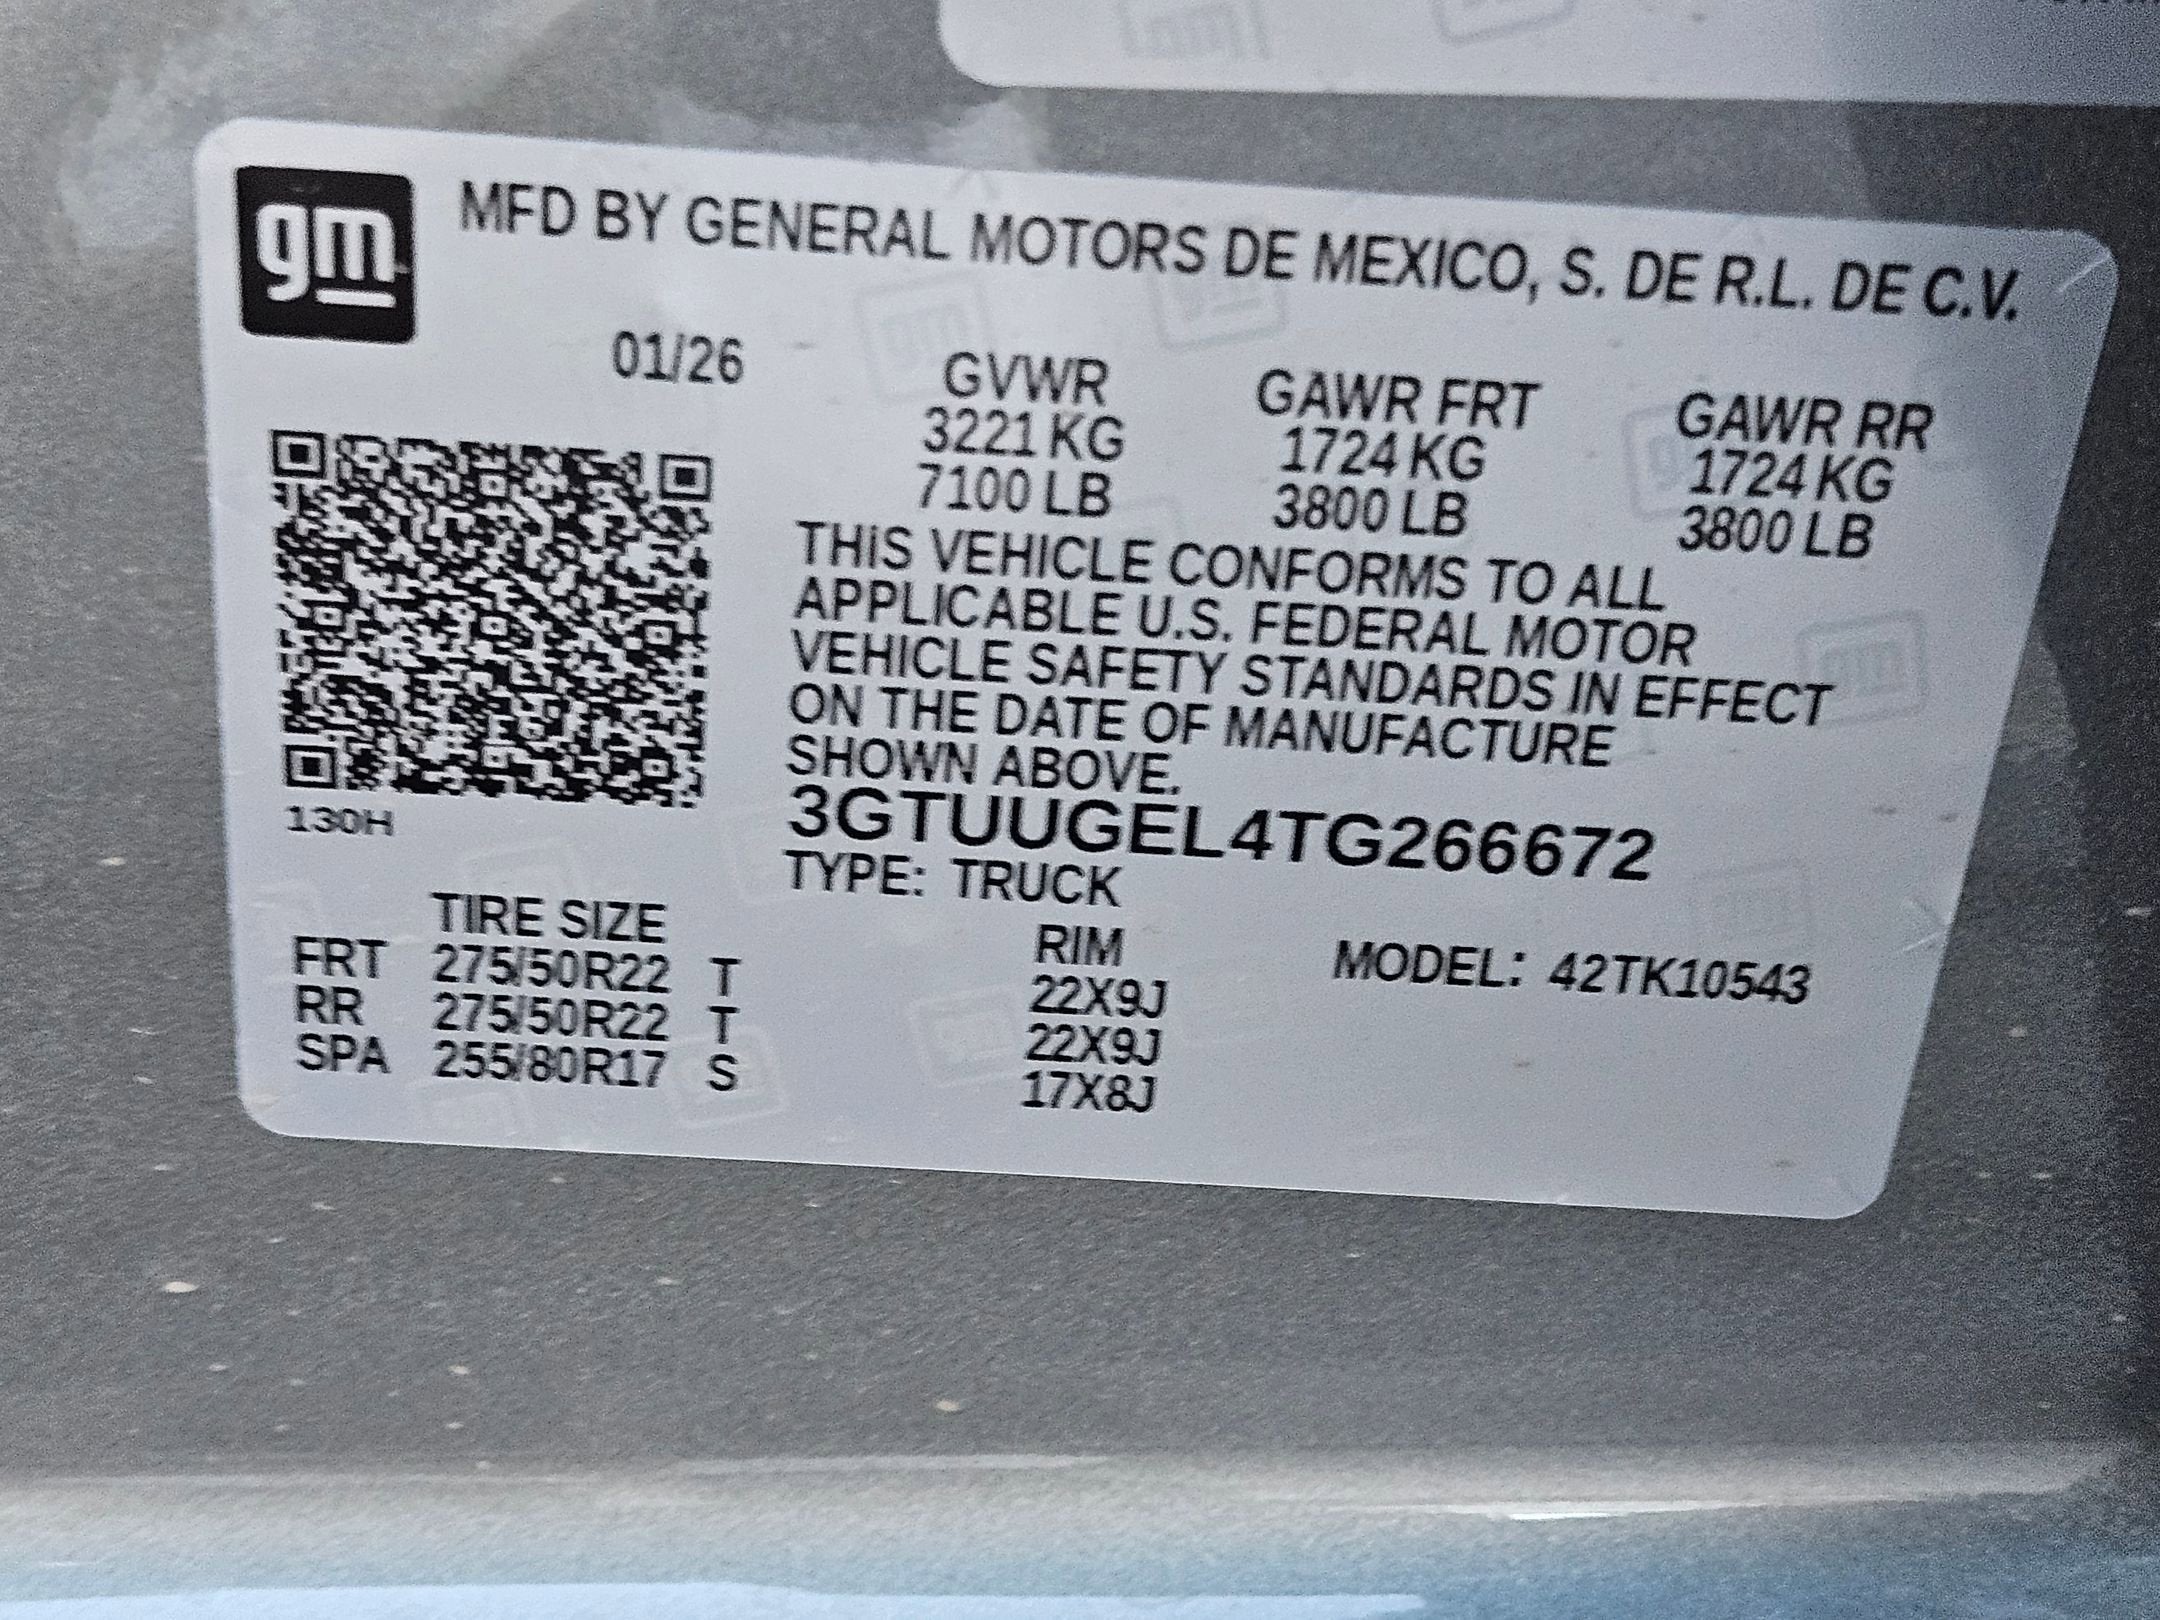 gm
MFD BY GENERAL MOTORS DE MEXICO, S. DE R.L. DE C.V.
01/26
GVWR GAWR FRT GAWR RR
3221 KG 1724 KG 1724 KG
7100 LB 3800 LB 3800 LB
THIS VEHICLE CONFORMS TO ALL
APPLICABLE U.S. FEDERAL MOTOR
VEHICLE SAFETY STANDARDS IN EFFECT
ON THE DATE OF MANUFACTURE
SHOWN ABOVE.
130H
3GTUUGEL4TG266672
TYPE: TRUCK
TIRE SIZE RIM MODEL: 42TK10543
FRT 275/50R22 T 22X9J
RR 275/50R22 T 22X9J
SPA 255/80R17 S 17X8J